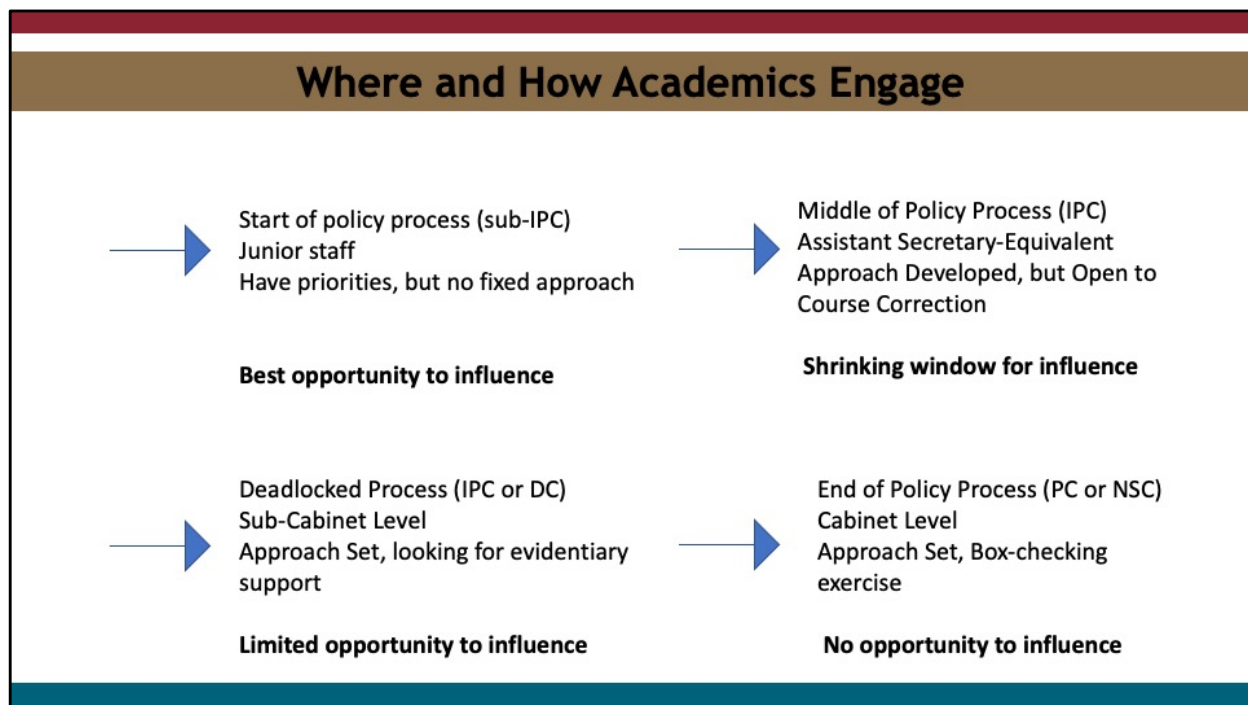 Where and How Academics Engage
Start of policy process (sub-IPC)
Junior staff
Have priorities, but no fixed approach
Best opportunity to influence
Middle of Policy Process (IPC)
Assistant Secretary-Equivalent
Approach Developed, but Open to
Course Correction
Shrinking window for influence
Deadlocked Process (IPC or DC)
Sub-Cabinet Level
Approach Set, looking for evidentiary
support
Limited opportunity to influence
End of Policy Process (PC or NSC)
Cabinet Level
Approach Set, Box-checking
exercise
No opportunity to influence